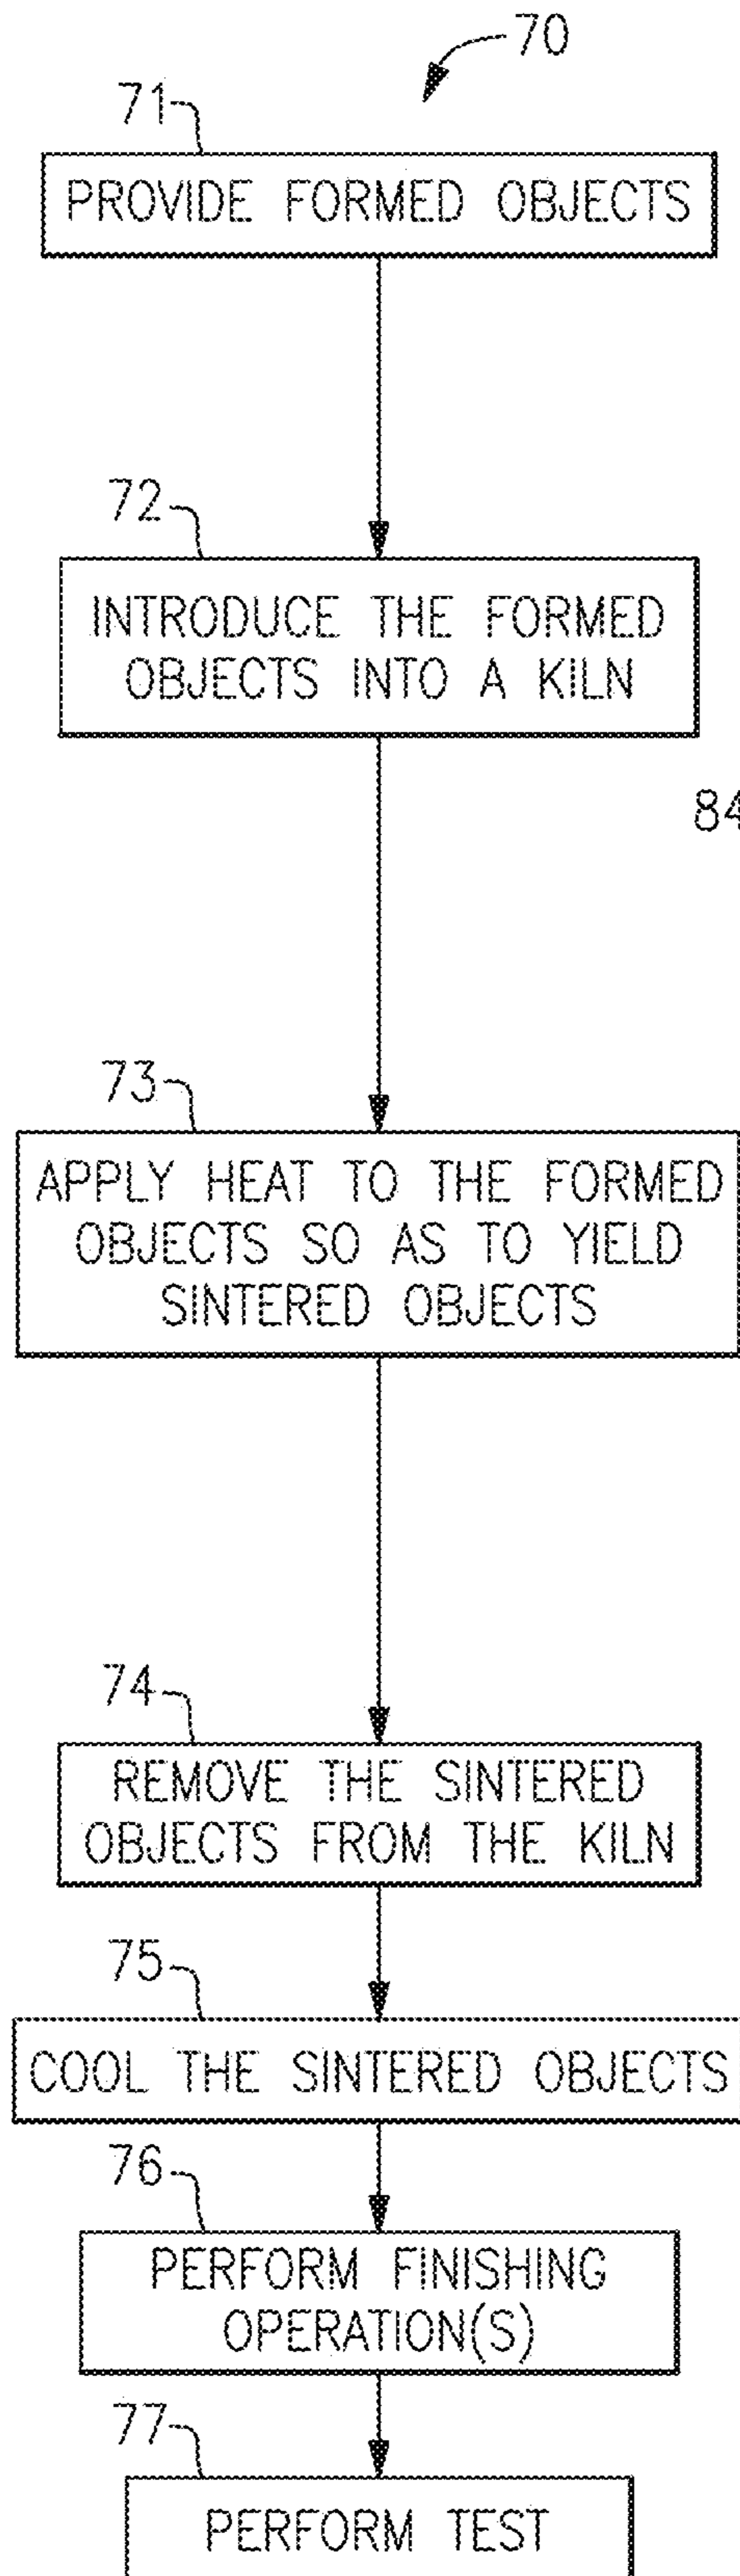 70
71
PROVIDE FORMED OBJECTS
72
INTRODUCE THE FORMED
OBJECTS INTO A KILN
84
73
APPLY HEAT TO THE FORMED
OBJECTS SO AS TO YIELD
SINTERED OBJECTS
74
REMOVE THE SINTERED
OBJECTS FROM THE KILN
75
COOL THE SINTERED OBJECTS
76
PERFORM FINISHING
OPERATION(S)
77
PERFORM TEST